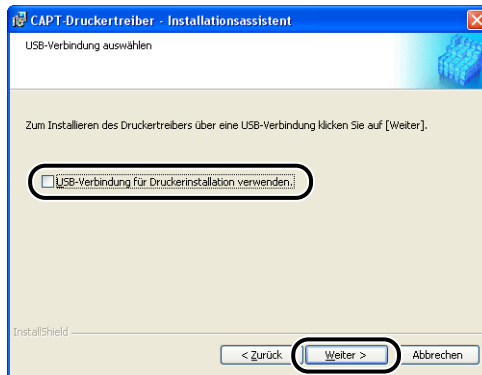 CAPT-Druckertreiber - Installationsassistent
USB-Verbindung auswählen
Zum Installieren des Druckertreibers über eine USB-Verbindung klicken Sie auf [Weiter].
USB-Verbindung für Druckerinstallation verwenden.
InstallShield
< Zurück
Weiter >
Abbrechen